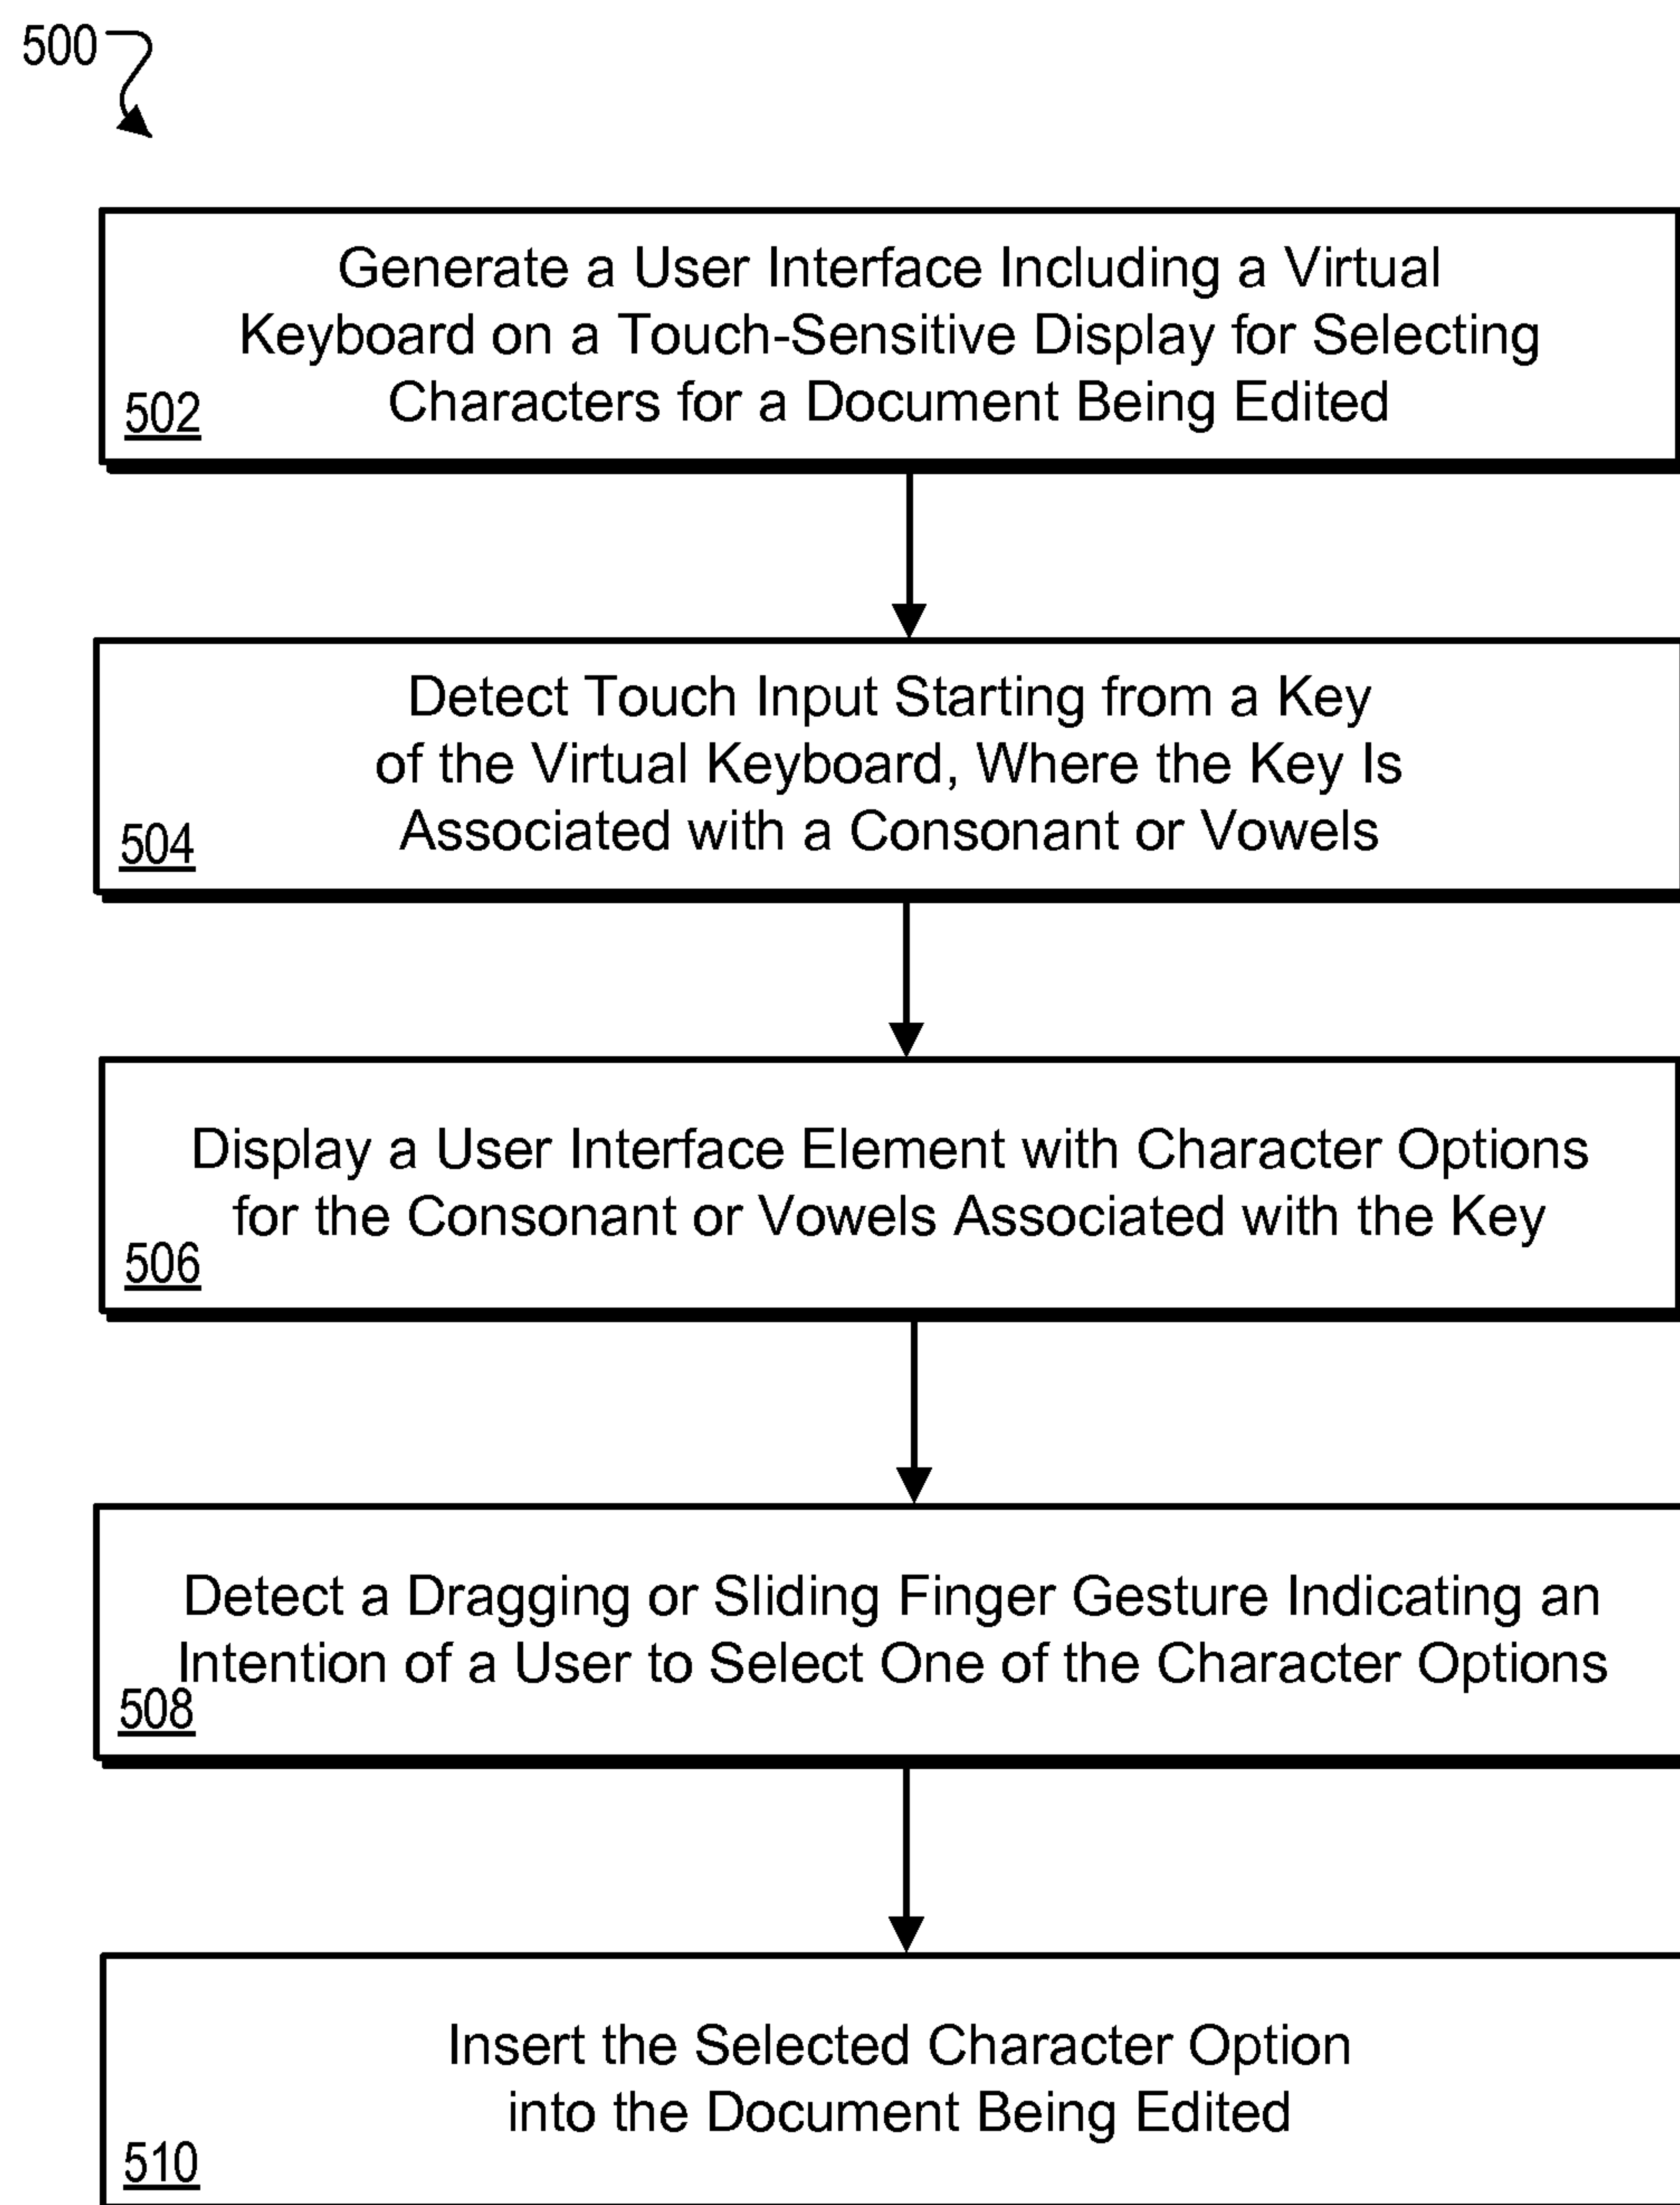 500
Generate a User Interface Including a Virtual
Keyboard on a Touch-Sensitive Display for Selecting
Characters for a Document Being Edited
502
Detect Touch Input Starting from a Key
of the Virtual Keyboard, Where the Key Is
Associated with a Consonant or Vowels
504
Display a User Interface Element with Character Options
for the Consonant or Vowels Associated with the Key
506
Detect a Dragging or Sliding Finger Gesture Indicating an
Intention of a User to Select One of the Character Options
508
Insert the Selected Character Option
into the Document Being Edited
510